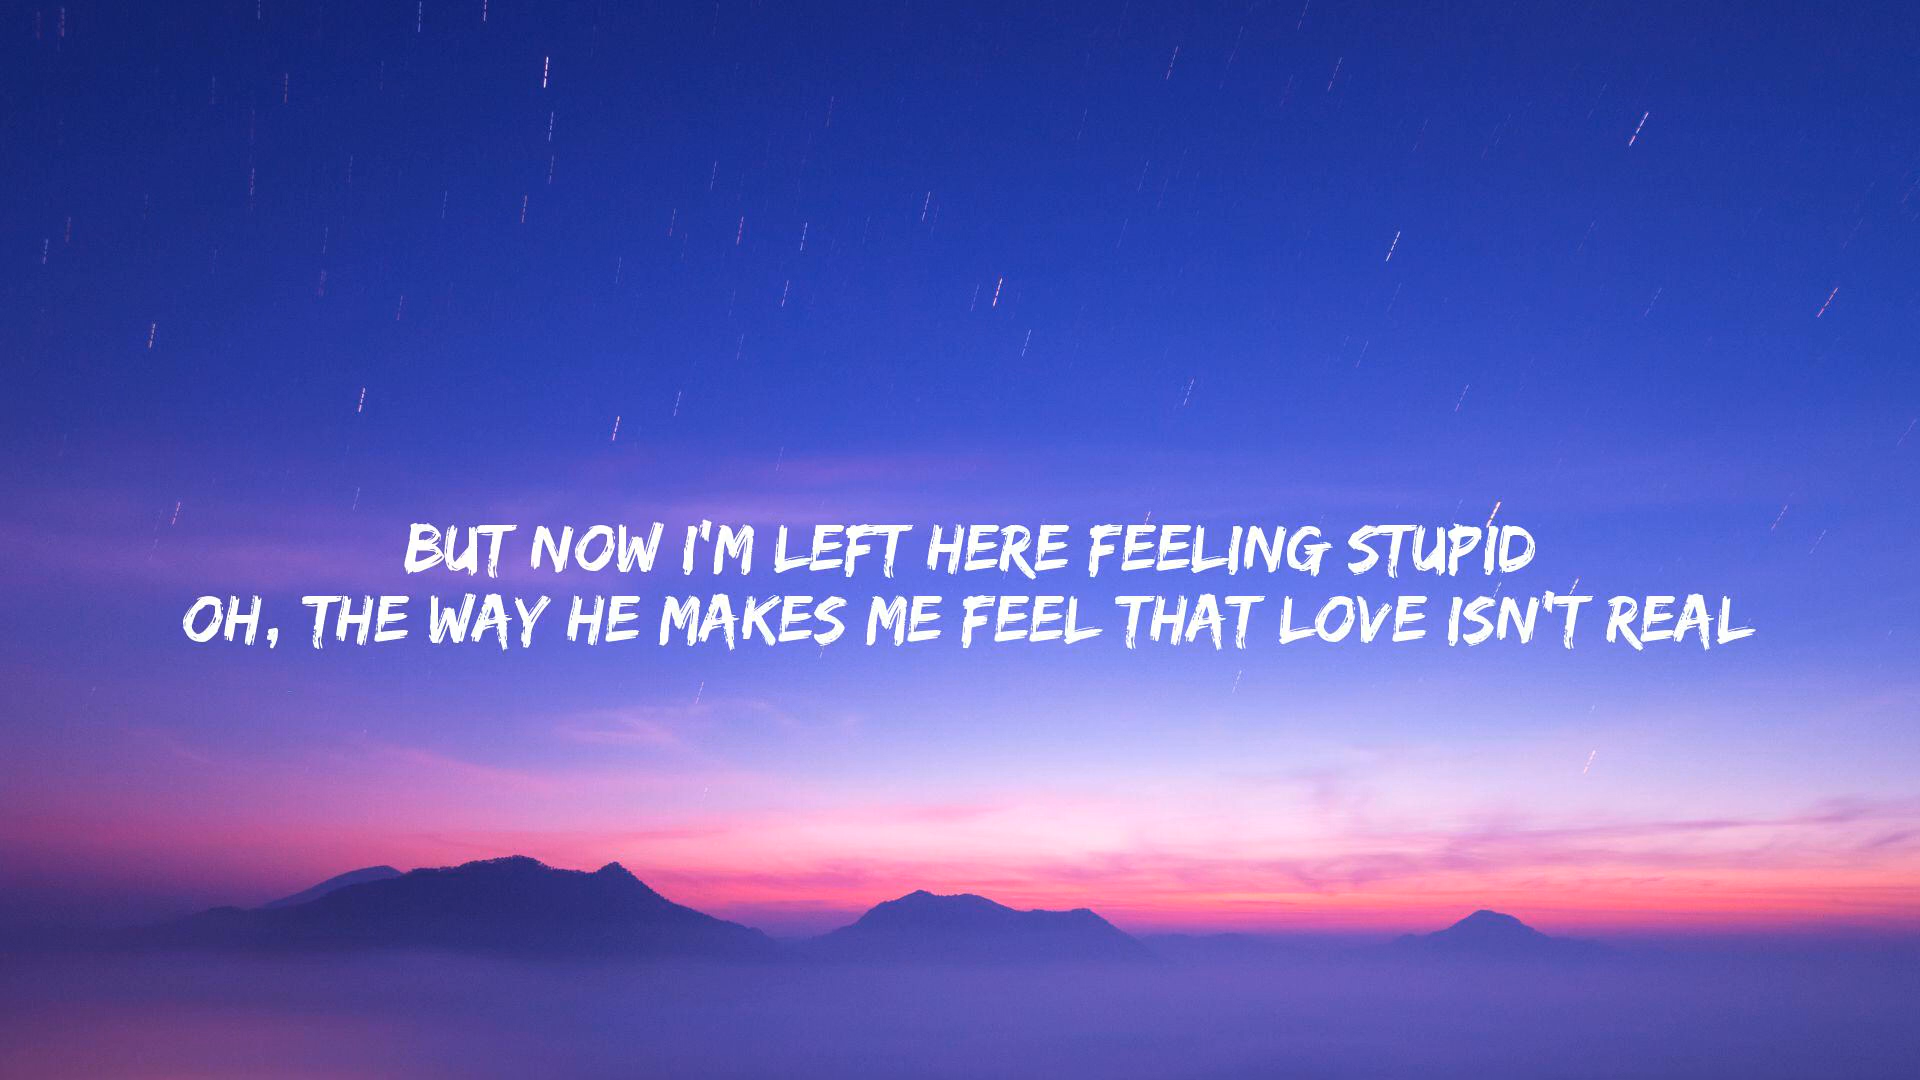 BUT NOW I'M LEFT HERE FEELING STUPID
OH, THE WAY HE MAKES ME FEEL THAT LOVE ISN'T REAL